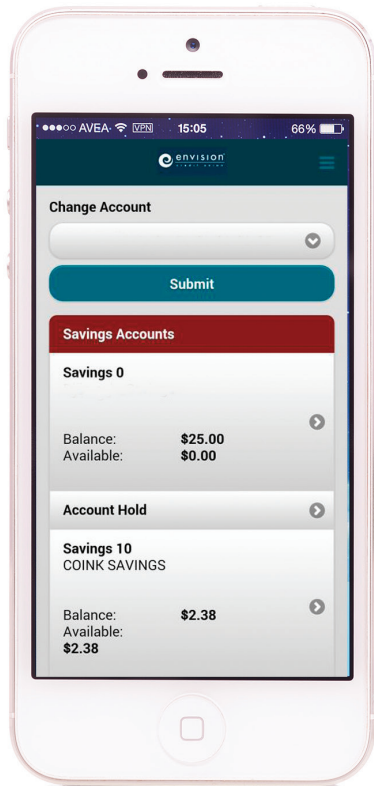 AVEA VPN 15:05 66%
envision
CREDIT UNION
Change Account
Submit
Savings Accounts
Savings 0
Balance: $25.00
Available: $0.00
Account Hold
Savings 10
COINK SAVINGS
Balance: $2.38
Available:
$2.38